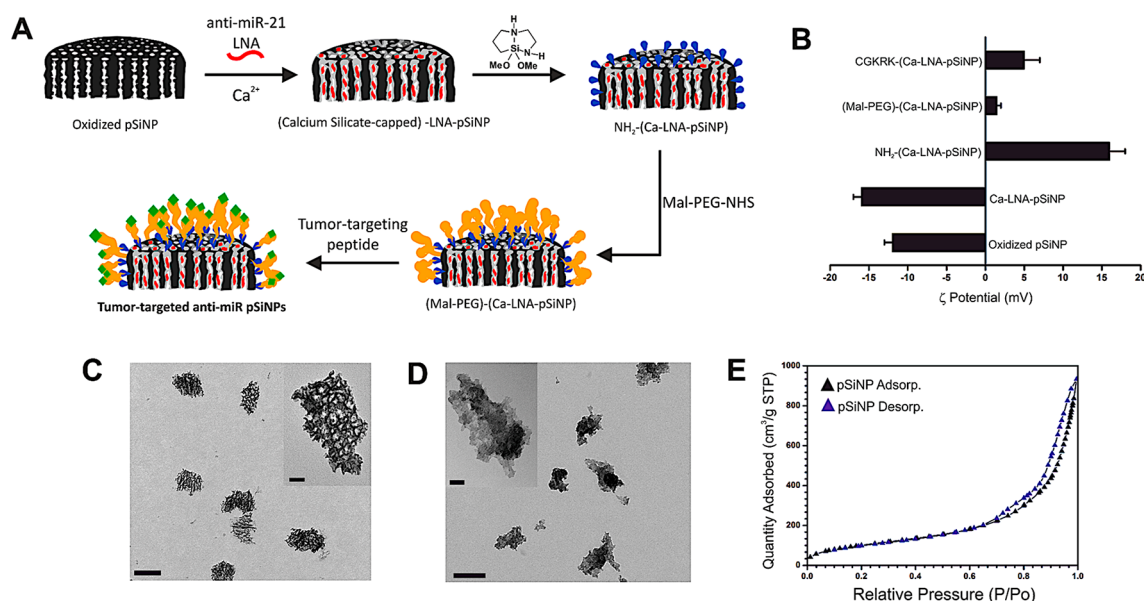 A
anti-miR-21
LNA
Ca2+
Oxidized pSiNP
(Calcium Silicate-capped) -LNA-pSiNP
H
N
Si
N
H
MeO
OMe
NH2-(Ca-LNA-pSiNP)
Mal-PEG-NHS
Tumor-targeting
peptide
Tumor-targeted anti-miR pSiNPs
(Mal-PEG)-(Ca-LNA-pSiNP)
B
CGKRK-(Ca-LNA-pSiNP)
(Mal-PEG)-(Ca-LNA-pSiNP)
NH2-(Ca-LNA-pSiNP)
Ca-LNA-pSiNP
Oxidized pSiNP
-20 -15 -10 -5 0 5 10 15 20
ζ Potential (mV)
C
D
E
pSiNP Adsorp.
pSiNP Desorp.
Quantity Adsorbed (cm3/g STP)
1000
800
600
400
200
0
0.0 0.2 0.4 0.6 0.8 1.0
Relative Pressure (P/Po)